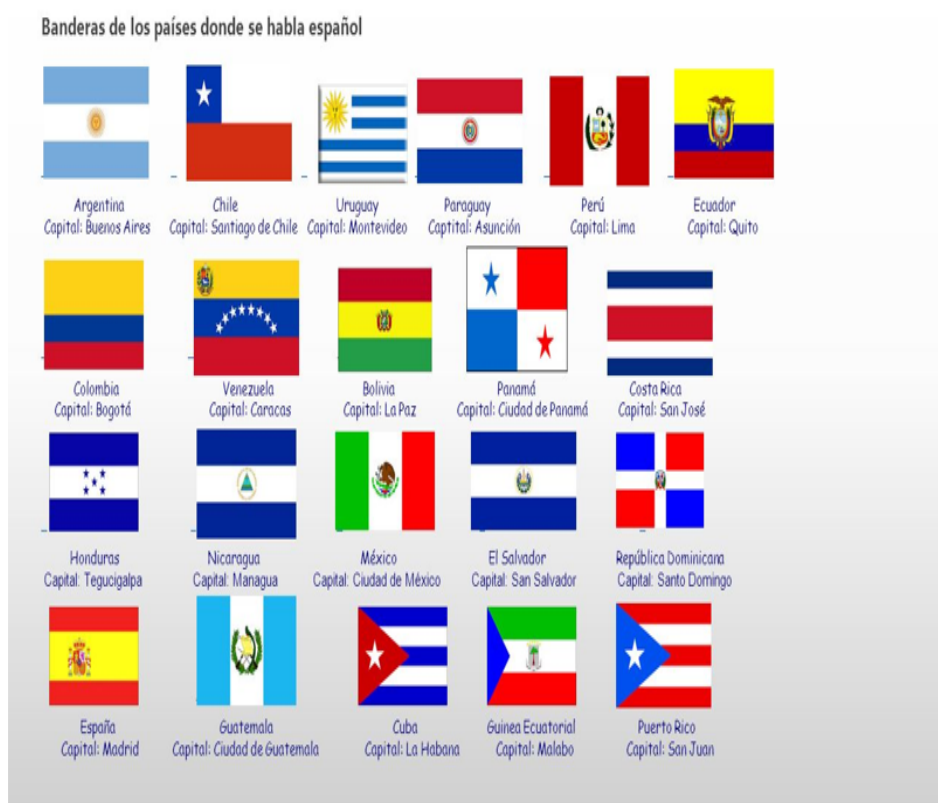 Banderas de los países donde se habla español
Argentina
Capital: Buenos Aires
Chile
Capital: Santiago de Chile
Uruguay
Capital: Montevideo
Paraguay
Captital: Asunción
Perú
Capital: Lima
Ecuador
Capital: Quito
Colombia
Capital: Bogotá
Venezuela
Capital: Caracas
Bolivia
Capital: La Paz
Panamá
Capital: Ciudad de Panamá
Costa Rica
Capital: San José
Honduras
Capital: Tegucigalpa
Nicaragua
Capital: Managua
México
Capital: Ciudad de México
El Salvador
Capital: San Salvador
República Dominicana
Capital: Santo Domingo
España
Capital: Madrid
Guatemala
Capital: Ciudad de Guatemala
Cuba
Capital: La Habana
Guinea Ecuatorial
Capital: Malabo
Puerto Rico
Capital: San Juan